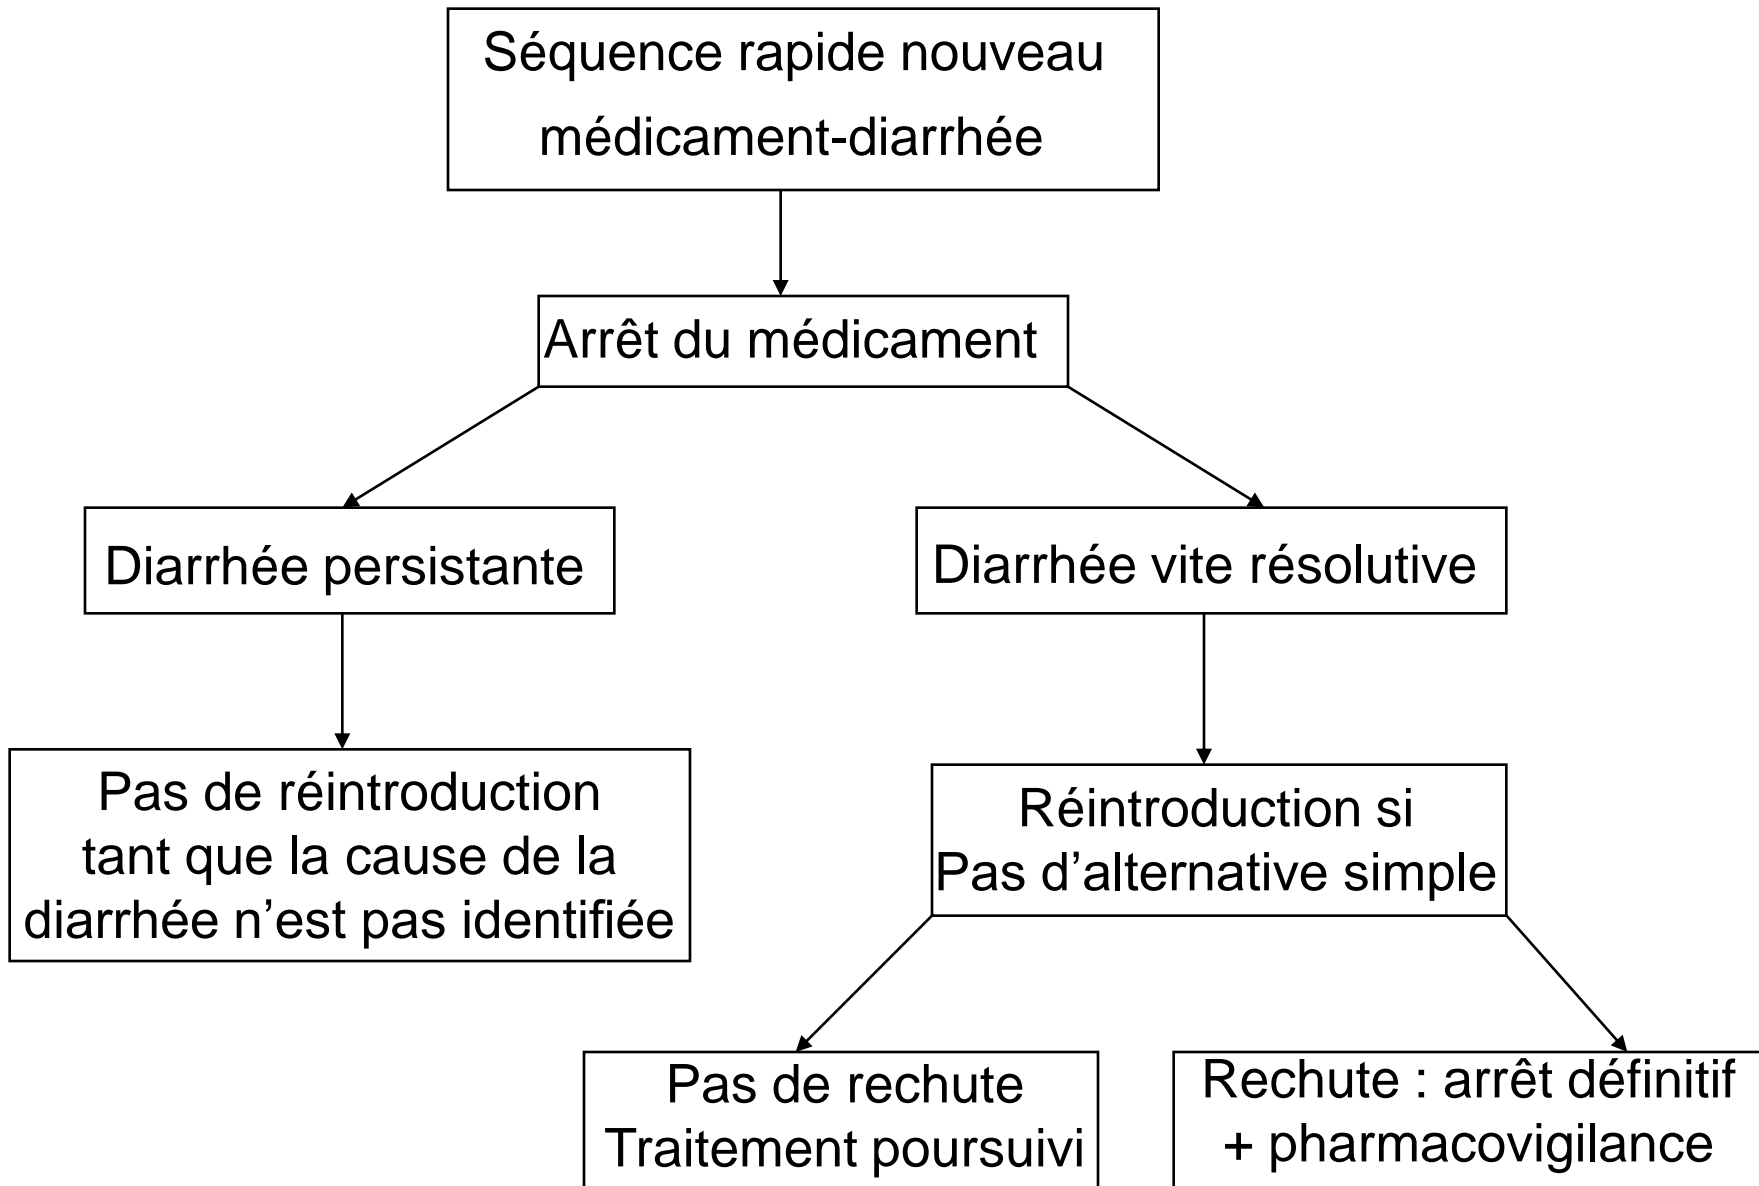 Séquence rapide nouveau
médicament-diarrhée
Arrêt du médicament
Diarrhée persistante
Diarrhée vite résolutive
Pas de réintroduction
tant que la cause de la
diarrhée n’est pas identifiée
Réintroduction si
Pas d’alternative simple
Pas de rechute
Traitement poursuivi
Rechute : arrêt définitif
+ pharmacovigilance